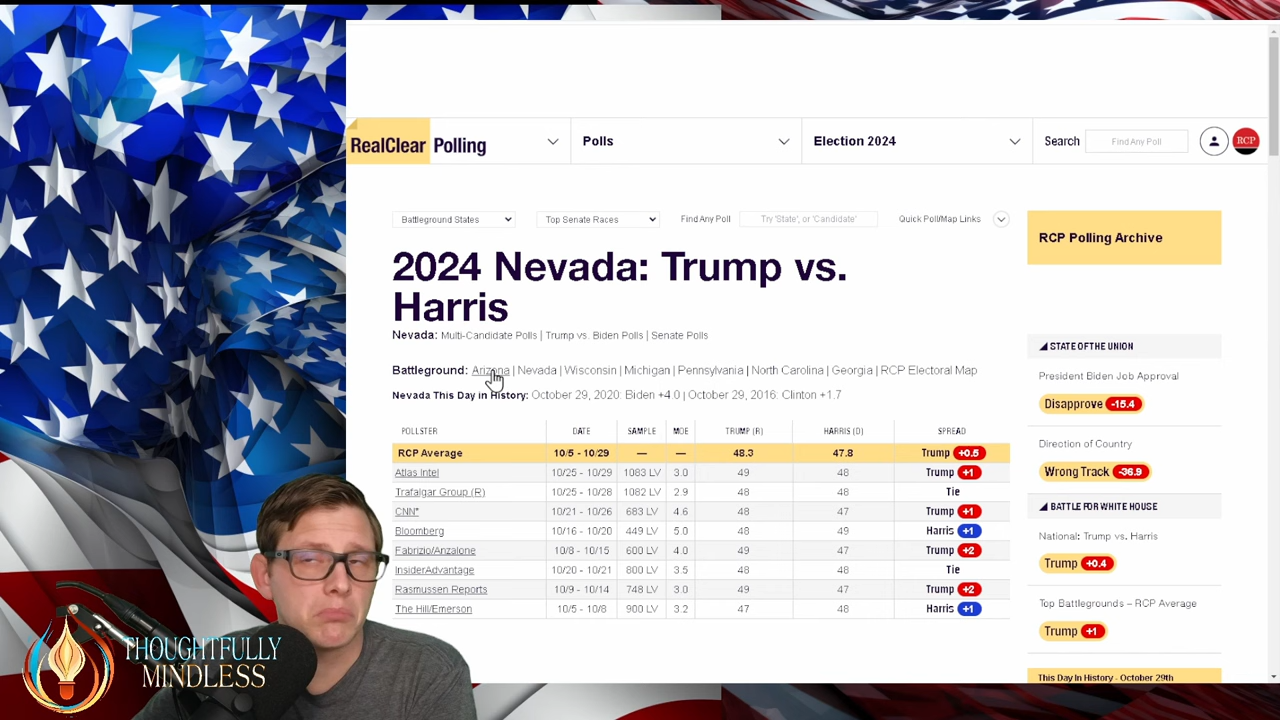 RealClear Polling
Polls
Election 2024
Search
Find Any Poll
RCP
Battleground States
Top Senate Races
Find Any Poll
Try 'State', or 'Candidate'
Quick Poll/Map Links
RCP Polling Archive
2024 Nevada: Trump vs.
Harris
Nevada: Multi-Candidate Polls | Trump vs. Biden Polls | Senate Polls
Battleground: Arizona | Nevada | Wisconsin | Michigan | Pennsylvania | North Carolina | Georgia | RCP Electoral Map
Nevada This Day in History: October 29, 2020: Biden +4.0 | October 29, 2016: Clinton +1.7
POLLSTER DATE SAMPLE MOE TRUMP (R) HARRIS (D) SPREAD
RCP Average 10/5 - 10/29 — — 48.3 47.8 Trump +0.5
Atlas Intel 10/25 - 10/29 1083 LV 3.0 49 48 Trump +1
Trafalgar Group (R) 10/25 - 10/28 1082 LV 2.9 48 48 Tie
CNN* 10/21 - 10/26 683 LV 4.6 48 47 Trump +1
Bloomberg 10/16 - 10/20 449 LV 5.0 48 49 Harris +1
Fabrizio/Anzalone 10/8 - 10/15 600 LV 4.0 49 47 Trump +2
InsiderAdvantage 10/20 - 10/21 800 LV 3.5 48 48 Tie
Rasmussen Reports 10/9 - 10/14 748 LV 3.0 49 47 Trump +2
The Hill/Emerson 10/5 - 10/8 900 LV 3.2 47 48 Harris +1
STATE OF THE UNION
President Biden Job Approval
Disapprove -15.4
Direction of Country
Wrong Track -36.9
BATTLE FOR WHITE HOUSE
National: Trump vs. Harris
Trump +0.4
Top Battlegrounds – RCP Average
Trump +1
This Day In History - October 29th
THOUGHTFULLY
MINDLESS